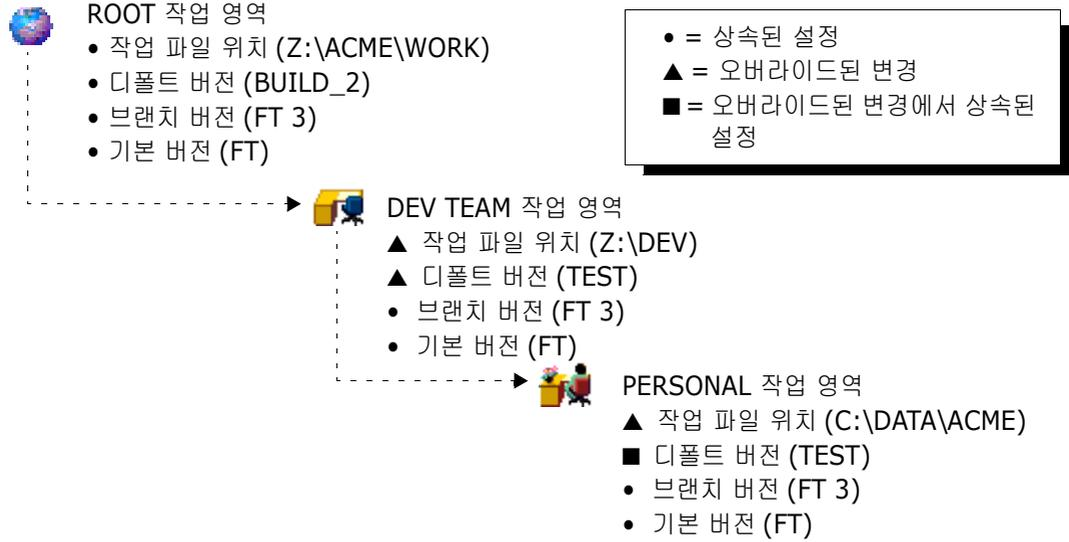 ROOT 작업 영역
• 작업 파일 위치 (Z:\ACME\WORK)
• 디폴트 버전 (BUILD_2)
• 브랜치 버전 (FT 3)
• 기본 버전 (FT)
• = 상속된 설정
▲ = 오버라이드된 변경
■ = 오버라이드된 변경에서 상속된
설정
DEV TEAM 작업 영역
▲ 작업 파일 위치 (Z:\DEV)
▲ 디폴트 버전 (TEST)
• 브랜치 버전 (FT 3)
• 기본 버전 (FT)
PERSONAL 작업 영역
▲ 작업 파일 위치 (C:\DATA\ACME)
■ 디폴트 버전 (TEST)
• 브랜치 버전 (FT 3)
• 기본 버전 (FT)